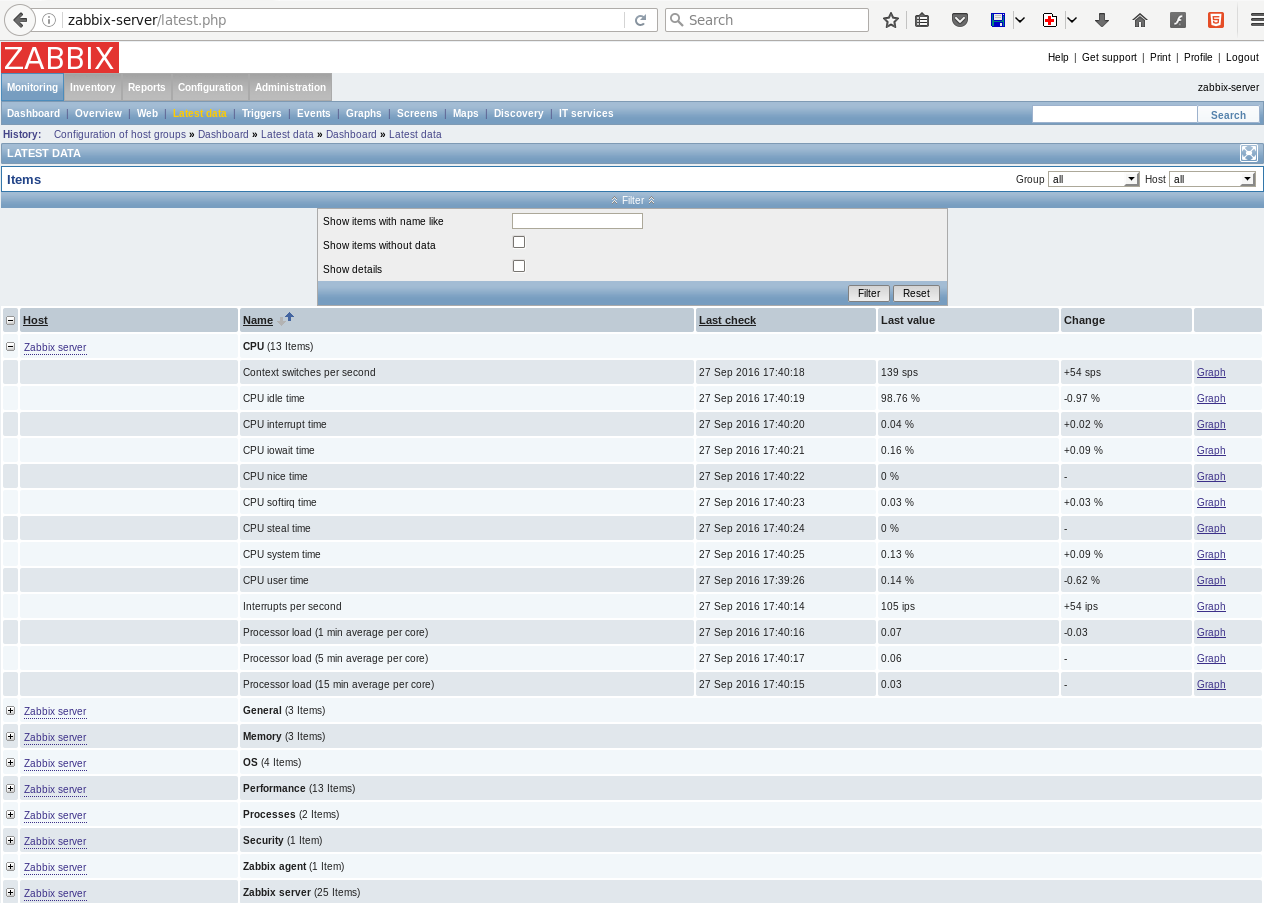 zabbix-server/latest.php
Search
ZABBIX
Help | Get support | Print | Profile | Logout
Monitoring Inventory Reports Configuration Administration
zabbix-server
Dashboard | Overview | Web | Latest data | Triggers | Events | Graphs | Screens | Maps | Discovery | IT services
Search
History: Configuration of host groups » Dashboard » Latest data » Dashboard » Latest data
LATEST DATA
Items
Group all Host all
Filter
Show items with name like
Show items without data
Show details
Filter Reset
Host Name Last check Last value Change
Zabbix server CPU (13 Items)
Context switches per second 27 Sep 2016 17:40:18 139 sps +54 sps Graph
CPU idle time 27 Sep 2016 17:40:19 98.76 % -0.97 % Graph
CPU interrupt time 27 Sep 2016 17:40:20 0.04 % +0.02 % Graph
CPU iowait time 27 Sep 2016 17:40:21 0.16 % +0.09 % Graph
CPU nice time 27 Sep 2016 17:40:22 0 % - Graph
CPU softirq time 27 Sep 2016 17:40:23 0.03 % +0.03 % Graph
CPU steal time 27 Sep 2016 17:40:24 0 % - Graph
CPU system time 27 Sep 2016 17:40:25 0.13 % +0.09 % Graph
CPU user time 27 Sep 2016 17:39:26 0.14 % -0.62 % Graph
Interrupts per second 27 Sep 2016 17:40:14 105 ips +54 ips Graph
Processor load (1 min average per core) 27 Sep 2016 17:40:16 0.07 -0.03 Graph
Processor load (5 min average per core) 27 Sep 2016 17:40:17 0.06 - Graph
Processor load (15 min average per core) 27 Sep 2016 17:40:15 0.03 - Graph
Zabbix server General (3 Items)
Zabbix server Memory (3 Items)
Zabbix server OS (4 Items)
Zabbix server Performance (13 Items)
Zabbix server Processes (2 Items)
Zabbix server Security (1 Item)
Zabbix server Zabbix agent (1 Item)
Zabbix server Zabbix server (25 Items)